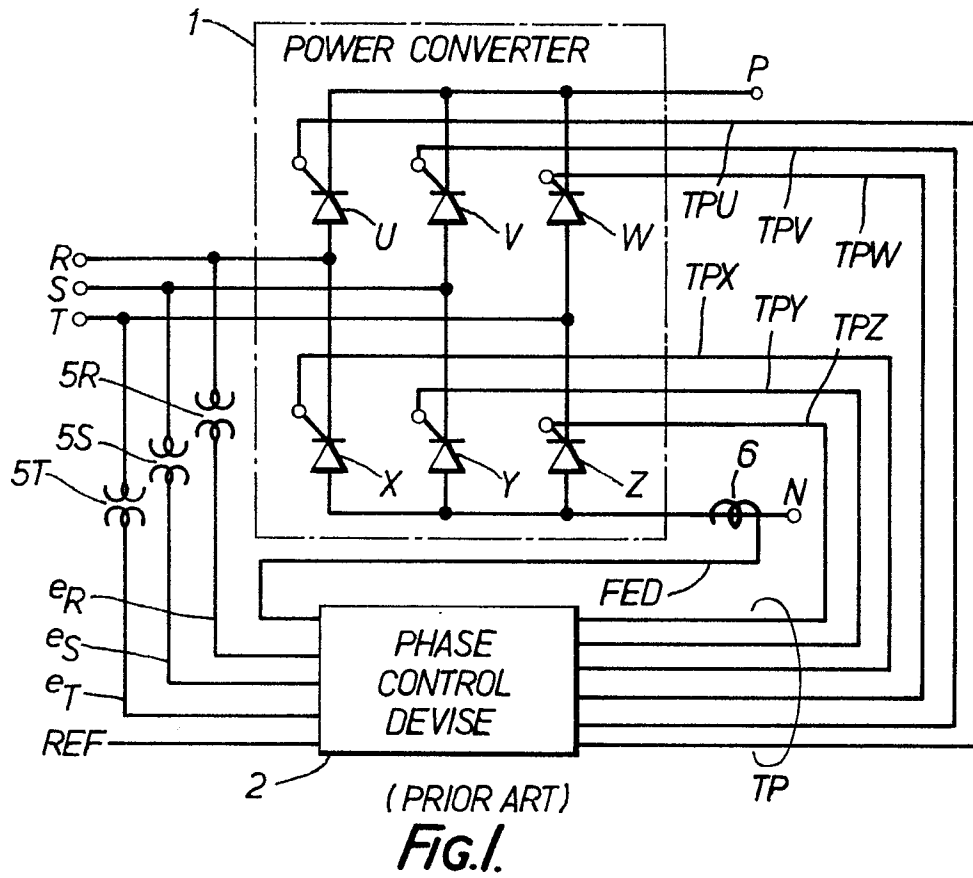 1
POWER CONVERTER
P
U
V
W
TPU
TPV
TPW
R
S
T
TPX
TPY
TPZ
5R
5S
5T
X
Y
Z
6
N
FED
eR
eS
eT
REF
PHASE
CONTROL
DEVISE
2
TP
(PRIOR ART)
FIG.1.